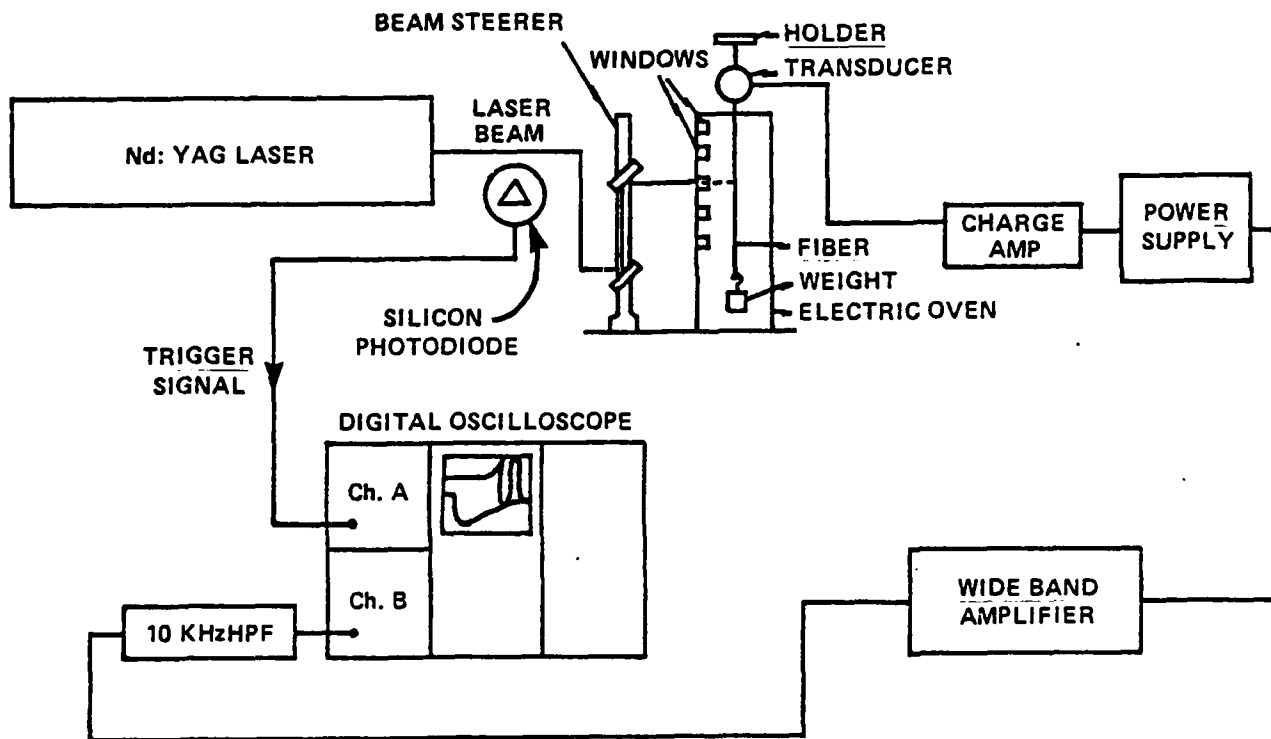 BEAM STEERER
HOLDER
WINDOWS
TRANSDUCER
LASER
BEAM
Nd: YAG LASER
CHARGE
AMP
POWER
SUPPLY
FIBER
WEIGHT
ELECTRIC OVEN
SILICON
PHOTODIODE
TRIGGER
SIGNAL
DIGITAL OSCILLOSCOPE
Ch. A
Ch. B
10 KHzHPF
WIDE BAND
AMPLIFIER